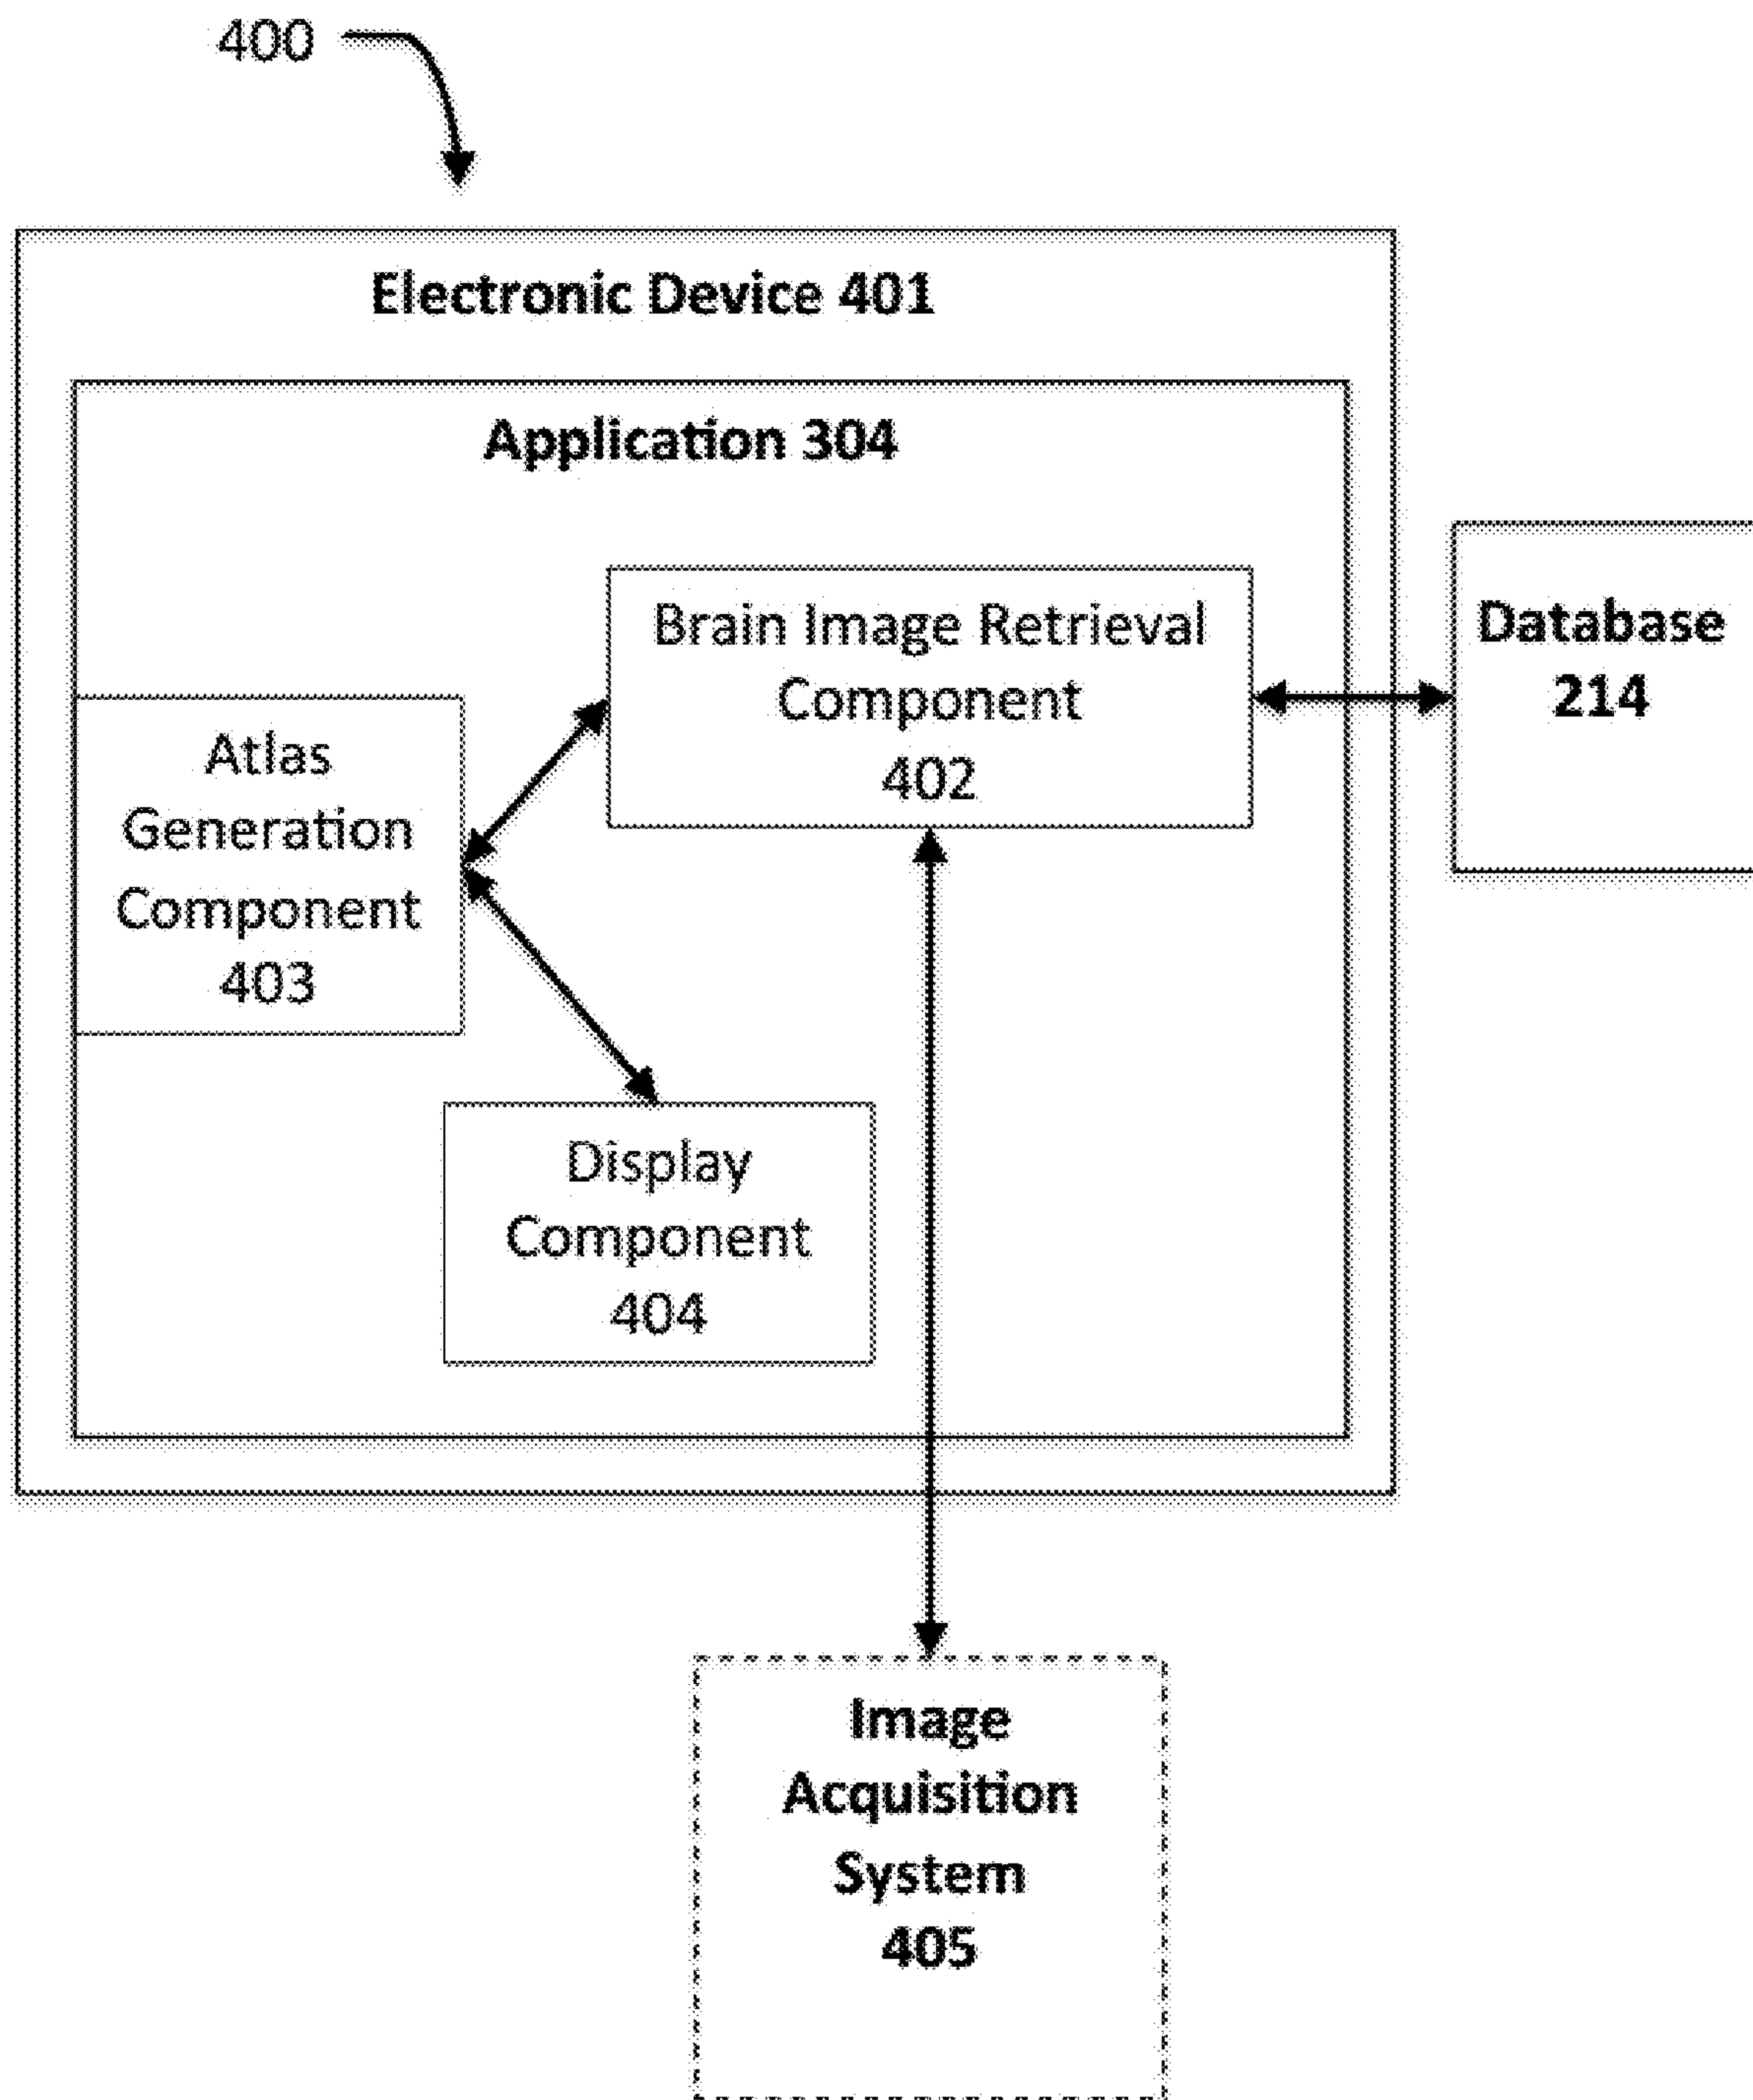 400
Electronic Device 401
Application 304
Brain Image Retrieval
Component
402
Database
214
Atlas
Generation
Component
403
Display
Component
404
Image
Acquisition
System
405